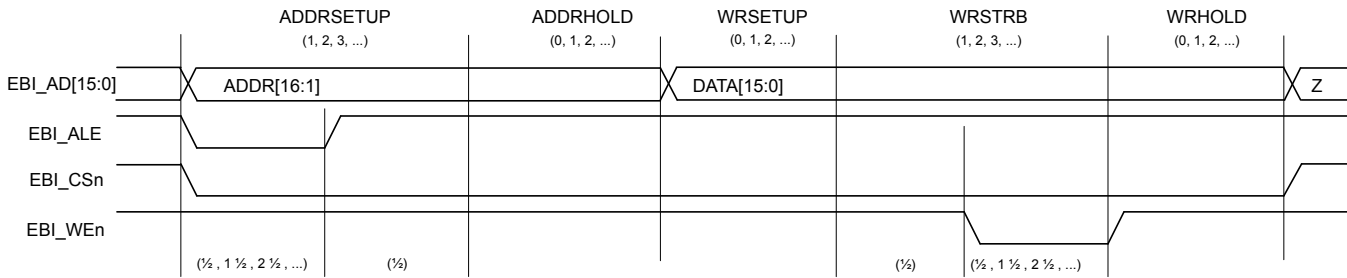 ADDRSETUP ADDRHOLD WRSETUP WRSTRB WRHOLD
(1, 2, 3, ...) (0, 1, 2, ...) (0, 1, 2, ...) (1, 2, 3, ...) (0, 1, 2, ...)
EBI_AD[15:0] ADDR[16:1] DATA[15:0] Z
EBI_ALE
EBI_CSn
EBI_WEn
(½ , 1 ½ , 2 ½ , ...) (½) (½) (½ , 1 ½ , 2 ½ , ...)